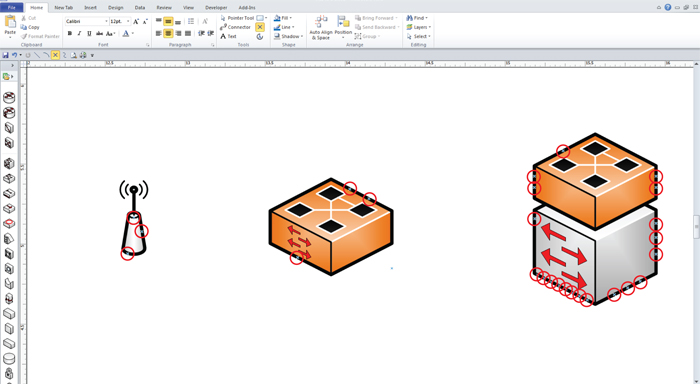 File Home New Tab Insert Design Data Review View Developer Add-Ins
Paste Cut Copy Format Painter
Calibri 12pt.
B I U
Pointer Tool Connector Text
Fill Line Shadow
Auto Align & Space Position
Bring Forward Send Backward Group
Find Layers Select
Clipboard Font Paragraph Tools Shape Arrange Editing